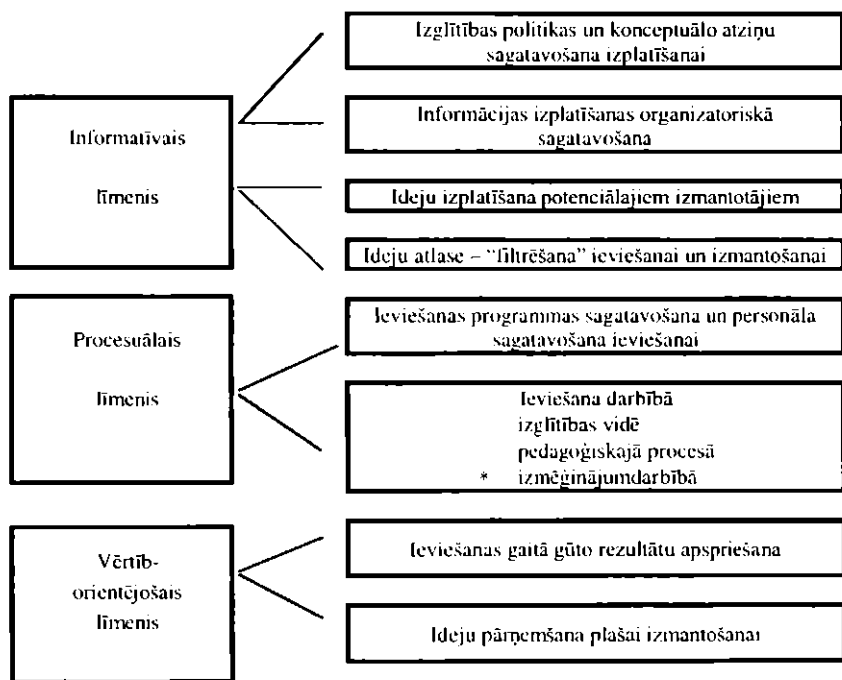 Informatīvais
līmenis
Izglītības politikas un konceptuālo atziņu
sagatavošana izplatīšanai
Informācijas izplatīšanas organizatoriskā
sagatavošana
Ideju izplatīšana potenciālajiem izmantotājiem
Ideju atlase – “filtrēšana” ieviešanai un izmantošanai
Procesuālais
līmenis
Ieviešanas programmas sagatavošana un personāla
sagatavošana ieviešanai
Ieviešana darbībā
izglītības vidē
pedagoģiskajā procesā
* izmēģinājumdarbībā
Vērtīb-
orientējošais
līmenis
Ieviešanas gaitā gūto rezultātu apspriešana
Ideju pārņemšana plašai izmantošanai